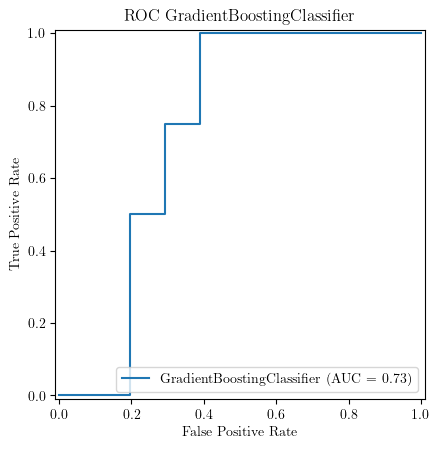 ROC GradientBoostingClassifier
1.0
0.8
0.6
0.4
0.2
0.0
True Positive Rate
GradientBoostingClassifier (AUC = 0.73)
0.0 0.2 0.4 0.6 0.8 1.0
False Positive Rate